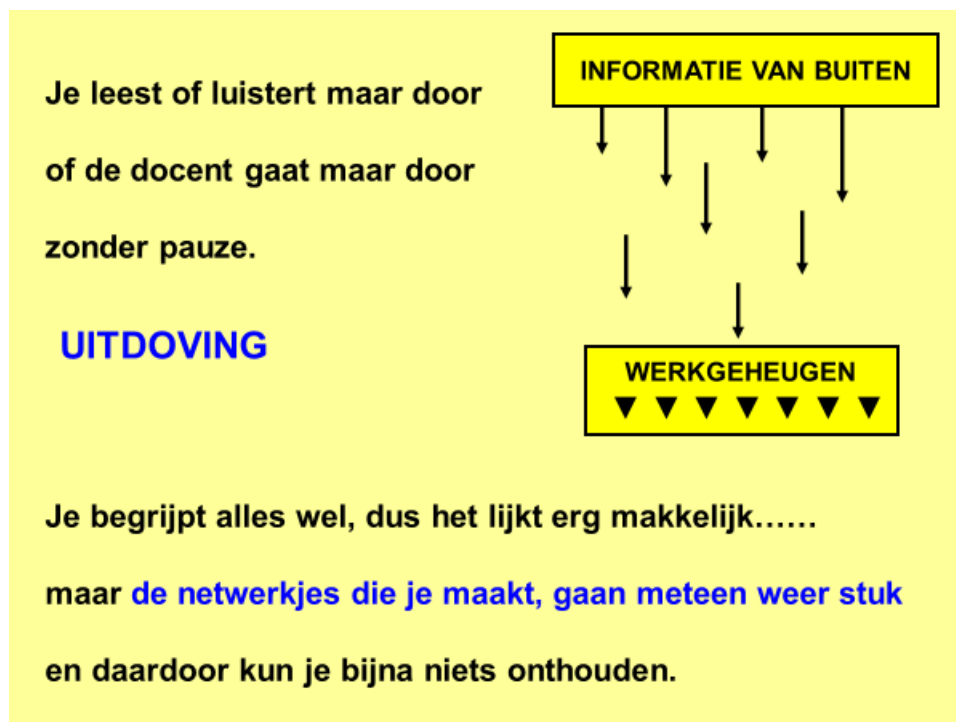 Je leest of luistert maar door
of de docent gaat maar door
zonder pauze.
UITDOVING
INFORMATIE VAN BUITEN
WERKGEHEUGEN
Je begrijpt alles wel, dus het lijkt erg makkelijk……
maar de netwerkjes die je maakt, gaan meteen weer stuk
en daardoor kun je bijna niets onthouden.